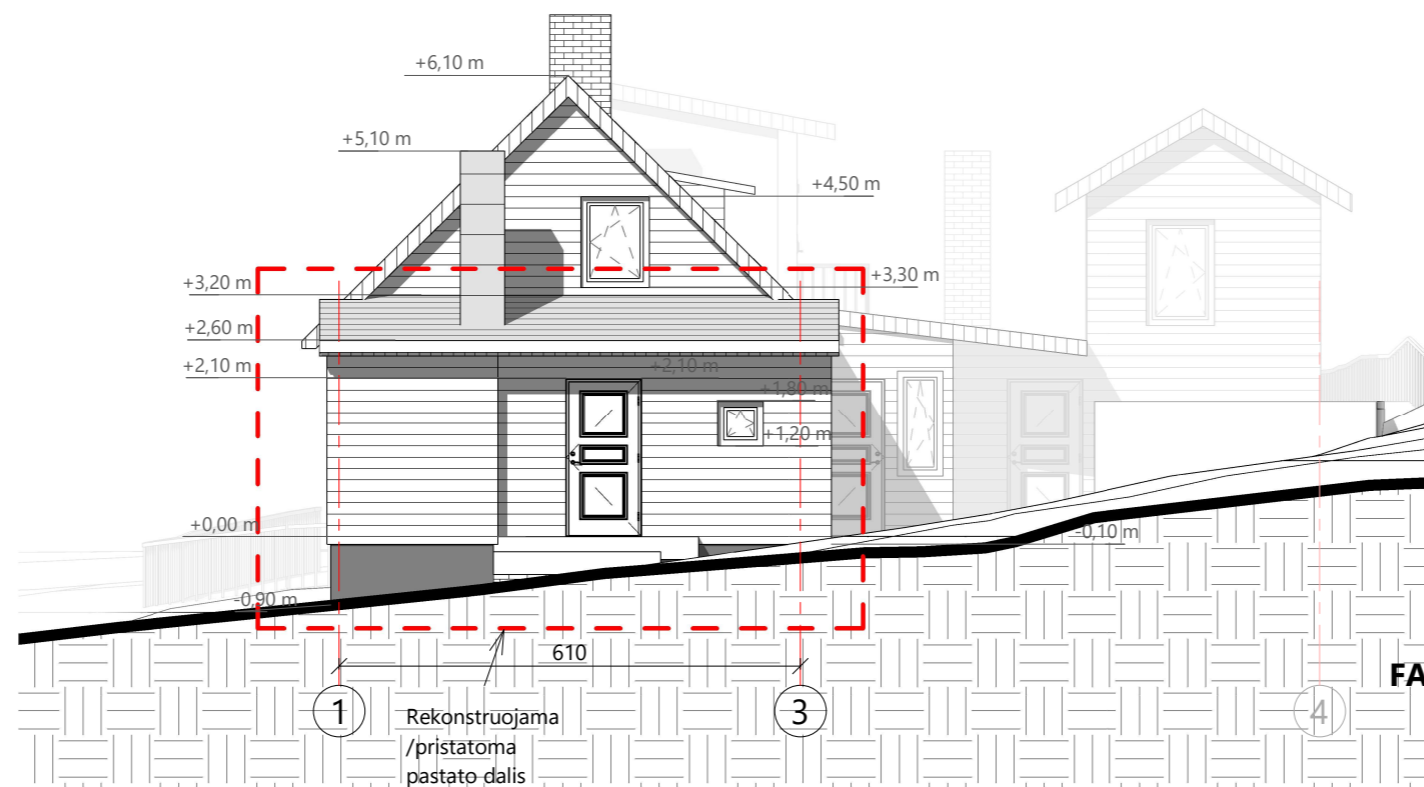 +6,10 m
+5,10 m
+4,50 m
+3,20 m
+3,30 m
+2,60 m
+2,10 m
+2,10 m
+1,80 m
+1,20 m
+0,00 m
-0,10 m
-0,90 m
610
FA
1
3
4
Rekonstruojama
/pristatoma
pastato dalis